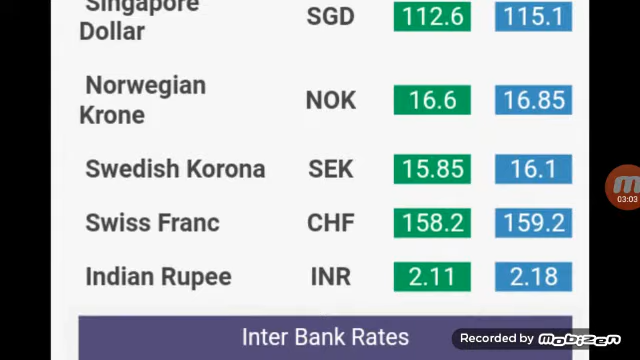 Singapore
Dollar
SGD
112.6
115.1
Norwegian
Krone
NOK
16.6
16.85
Swedish Korona
SEK
15.85
16.1
Swiss Franc
CHF
158.2
159.2
Indian Rupee
INR
2.11
2.18
Inter Bank Rates
03:03
Recorded by Mobizen